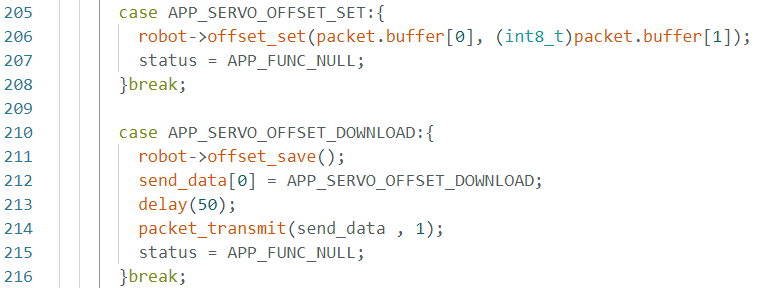 205 case APP_SERVO_OFFSET_SET:{
206 robot->offset_set(packet.buffer[0], (int8_t)packet.buffer[1]);
207 status = APP_FUNC_NULL;
208 }break;
209
210 case APP_SERVO_OFFSET_DOWNLOAD:{
211 robot->offset_save();
212 send_data[0] = APP_SERVO_OFFSET_DOWNLOAD;
213 delay(50);
214 packet_transmit(send_data , 1);
215 status = APP_FUNC_NULL;
216 }break;